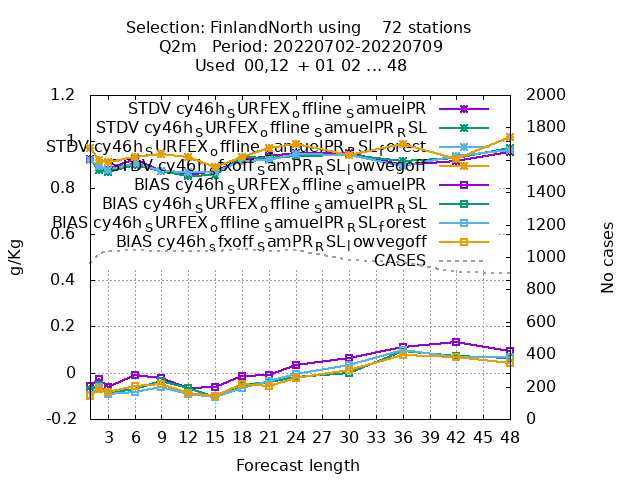 Selection: FinlandNorth using 72 stations
Q2m Period: 20220702-20220709
Used 00,12 + 01 02 ... 48
STDV cy46h_SURFEX_offline_SamuelPR
STDV cy46h_SURFEX_offline_SamuelPR_RSL
STDV cy46h_SURFEX_offline_SamuelPR_RSL_forest
STDV cy46h_sfxoff_SamPR_RSL_lowvegoff
BIAS cy46h_SURFEX_offline_SamuelPR
BIAS cy46h_SURFEX_offline_SamuelPR_RSL
BIAS cy46h_SURFEX_offline_SamuelPR_RSL_forest
BIAS cy46h_sfxoff_SamPR_RSL_lowvegoff
CASES
1.2
1
0.8
0.6
0.4
0.2
0
-0.2
g/Kg
2000
1800
1600
1400
1200
1000
800
600
400
200
0
No cases
3 6 9 12 15 18 21 24 27 30 33 36 39 42 45 48
Forecast length